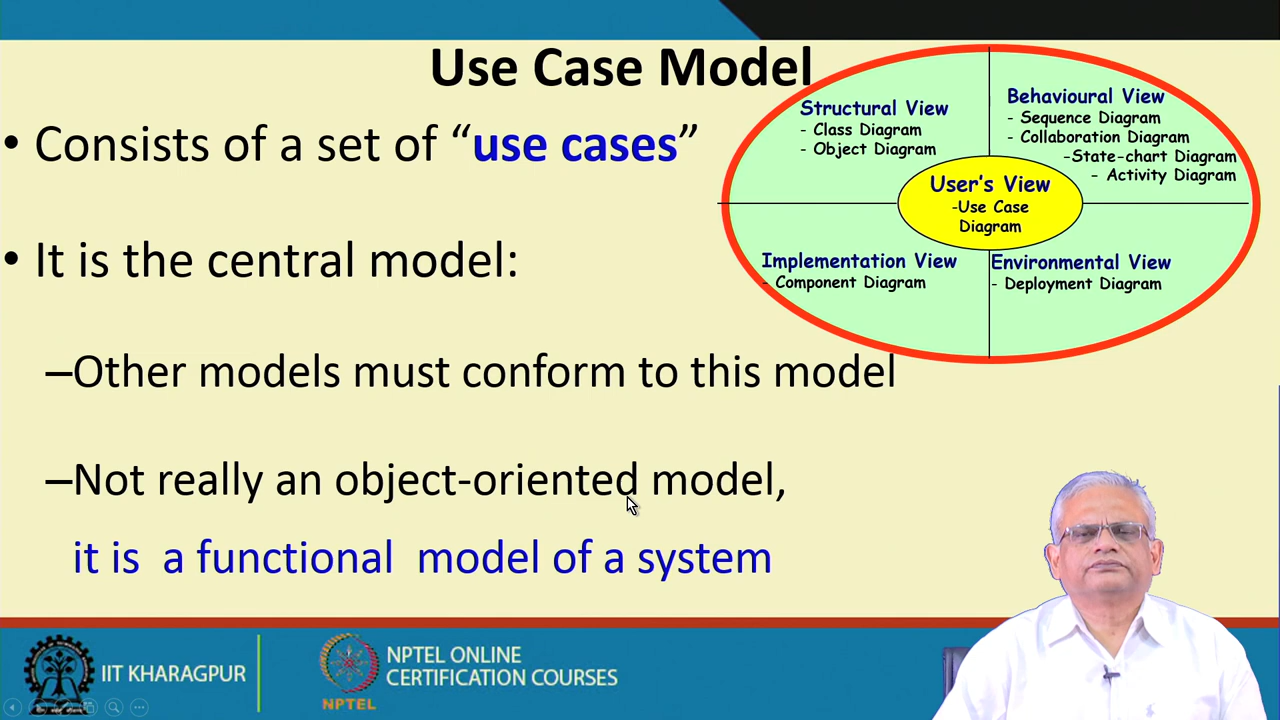 Use Case Model
• Consists of a set of “use cases”
• It is the central model:
–Other models must conform to this model
–Not really an object-oriented model,
it is a functional model of a system
Structural View
- Class Diagram
- Object Diagram
Behavioural View
- Sequence Diagram
- Collaboration Diagram
-State-chart Diagram
- Activity Diagram
User's View
-Use Case
Diagram
Implementation View
- Component Diagram
Environmental View
- Deployment Diagram
IIT KHARAGPUR
NPTEL
NPTEL ONLINE
CERTIFICATION COURSES